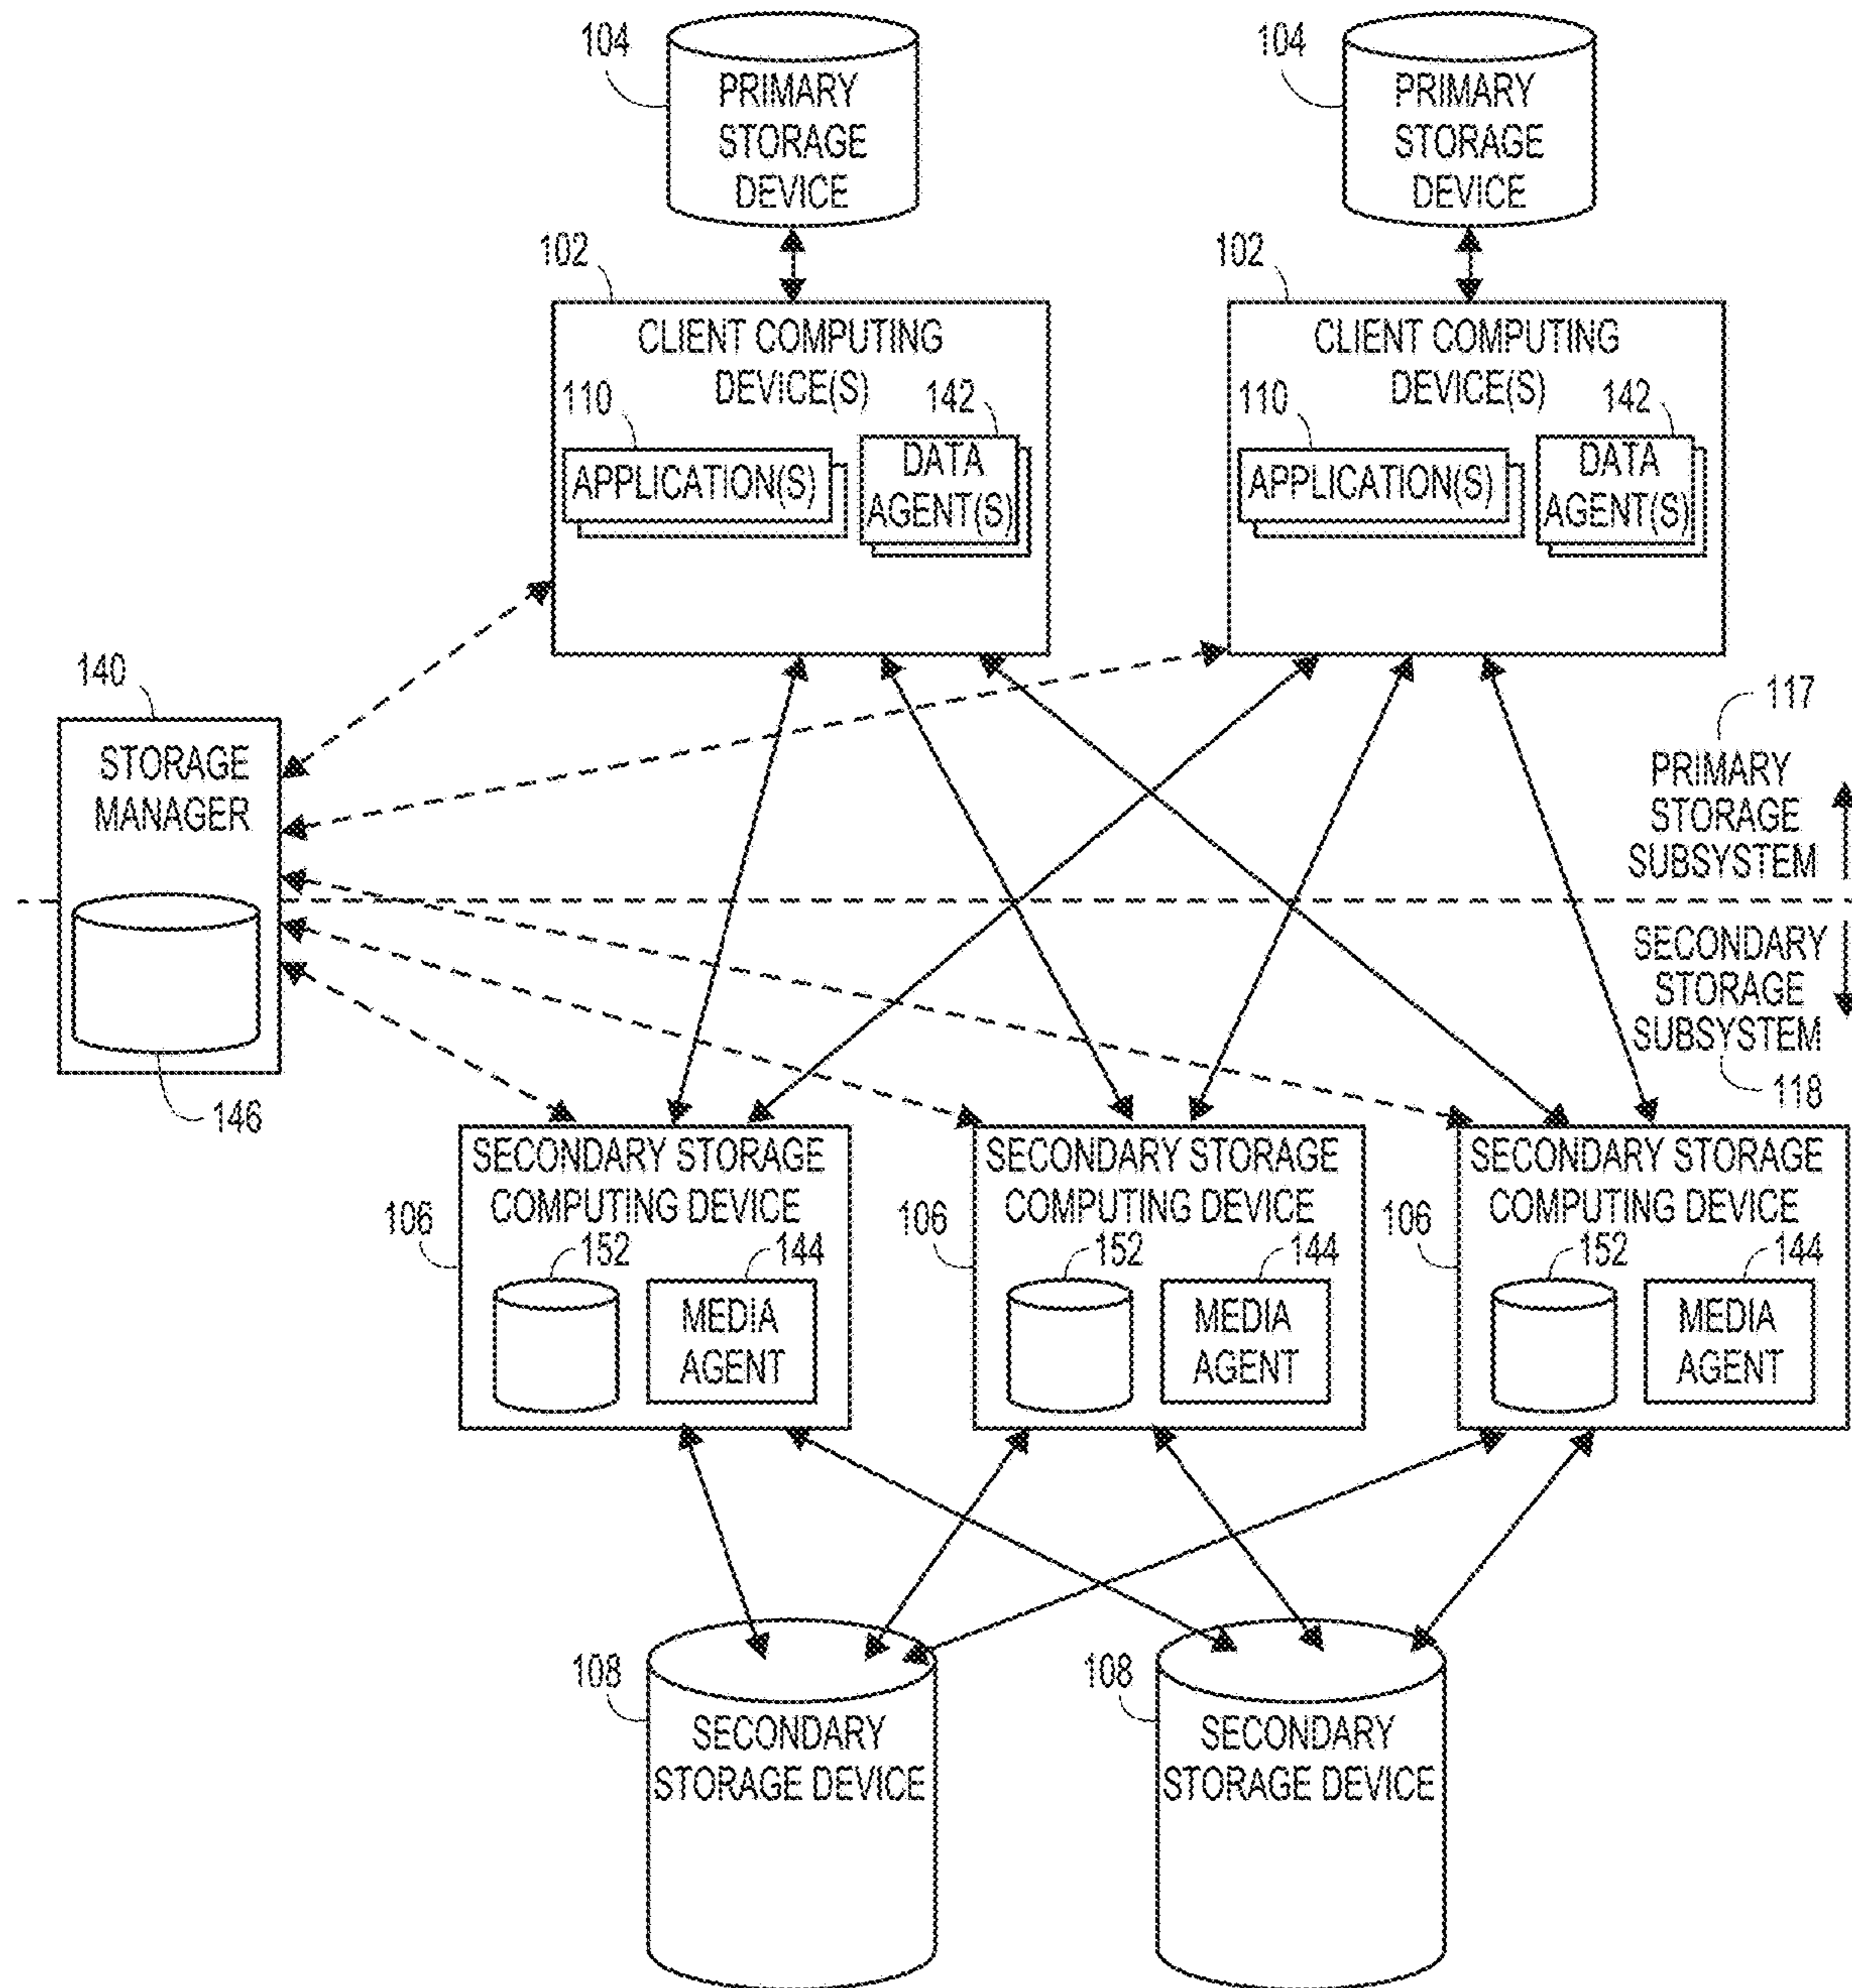 104
PRIMARY
STORAGE
DEVICE
104
PRIMARY
STORAGE
DEVICE
102
CLIENT COMPUTING
DEVICE(S)
110
142
APPLICATION(S)
DATA
AGENT(S)
102
CLIENT COMPUTING
DEVICE(S)
110
142
APPLICATION(S)
DATA
AGENT(S)
140
STORAGE
MANAGER
146
117
PRIMARY
STORAGE
SUBSYSTEM
SECONDARY
STORAGE
SUBSYSTEM
118
SECONDARY STORAGE
COMPUTING DEVICE
106
152
144
MEDIA
AGENT
SECONDARY STORAGE
COMPUTING DEVICE
106
152
144
MEDIA
AGENT
SECONDARY STORAGE
COMPUTING DEVICE
106
152
144
MEDIA
AGENT
108
SECONDARY
STORAGE DEVICE
108
SECONDARY
STORAGE DEVICE